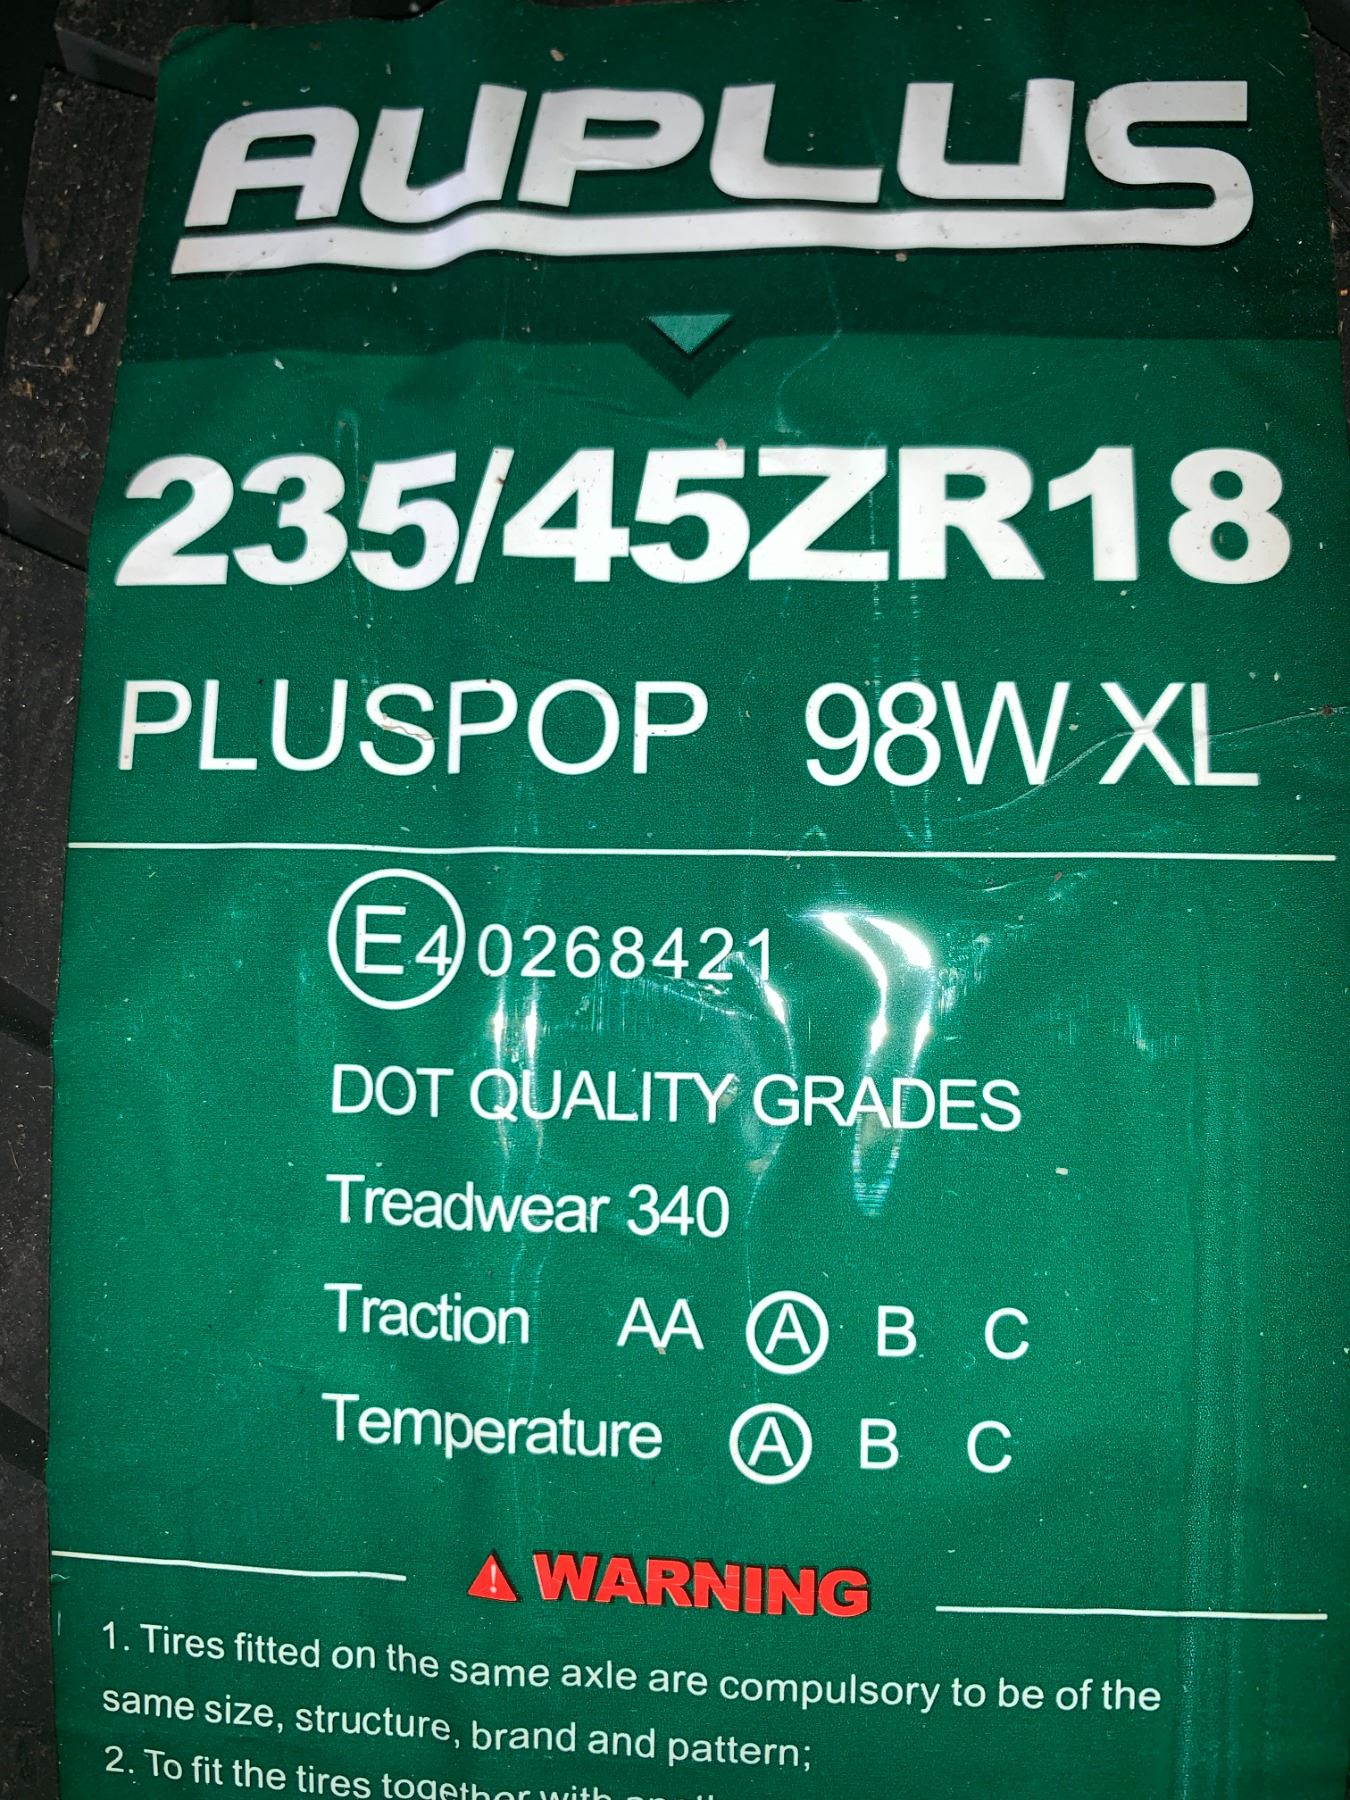 AUPLUS
235/45ZR18
PLUSPOP 98W XL
E4 0268421
DOT QUALITY GRADES
Treadwear 340
Traction AA A B C
Temperature A B C
WARNING
1. Tires fitted on the same axle are compulsory to be of the
same size, structure, brand and pattern;
2. To fit the tires together with